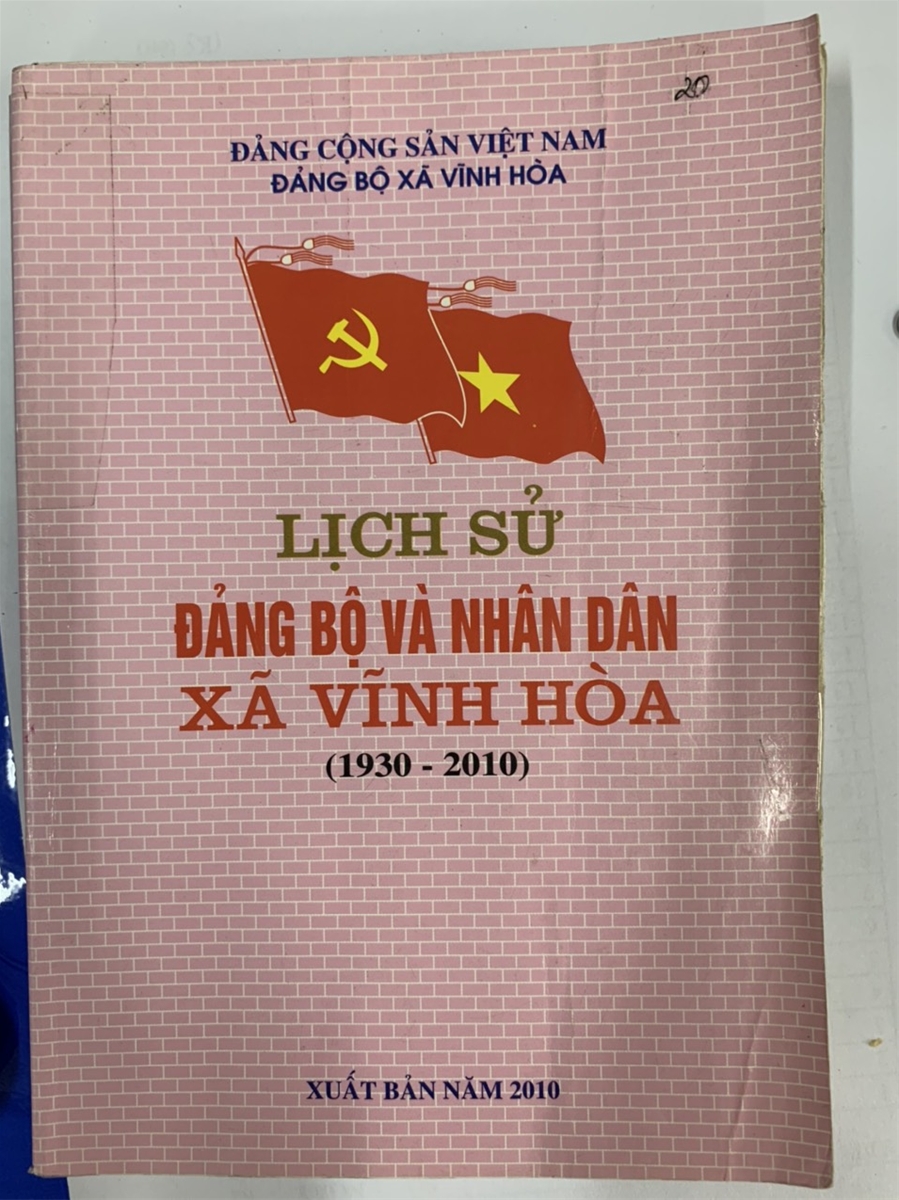 20
ĐẢNG CỘNG SẢN VIỆT NAM
ĐẢNG BỘ XÃ VĨNH HÒA
LỊCH SỬ
ĐẢNG BỘ VÀ NHÂN DÂN
XÃ VĨNH HÒA
(1930 - 2010)
XUẤT BẢN NĂM 2010